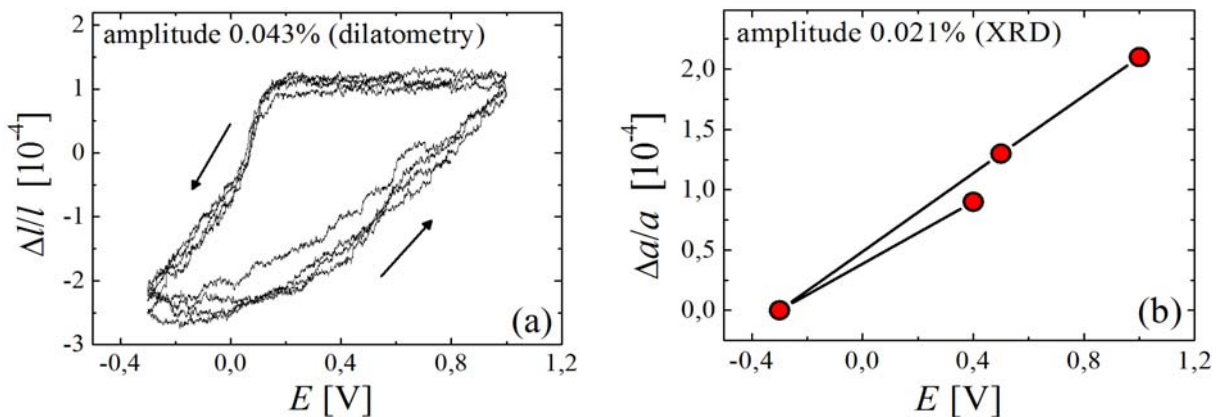 amplitude 0.043% (dilatometry)
2
1
0
-1
-2
-3
Δl/l [10⁻⁴]
-0,4
0,0
0,4
0,8
1,2
E [V]
(a)
amplitude 0.021% (XRD)
2,0
1,5
1,0
0,5
0,0
Δa/a [10⁻⁴]
-0,4
0,0
0,4
0,8
1,2
E [V]
(b)